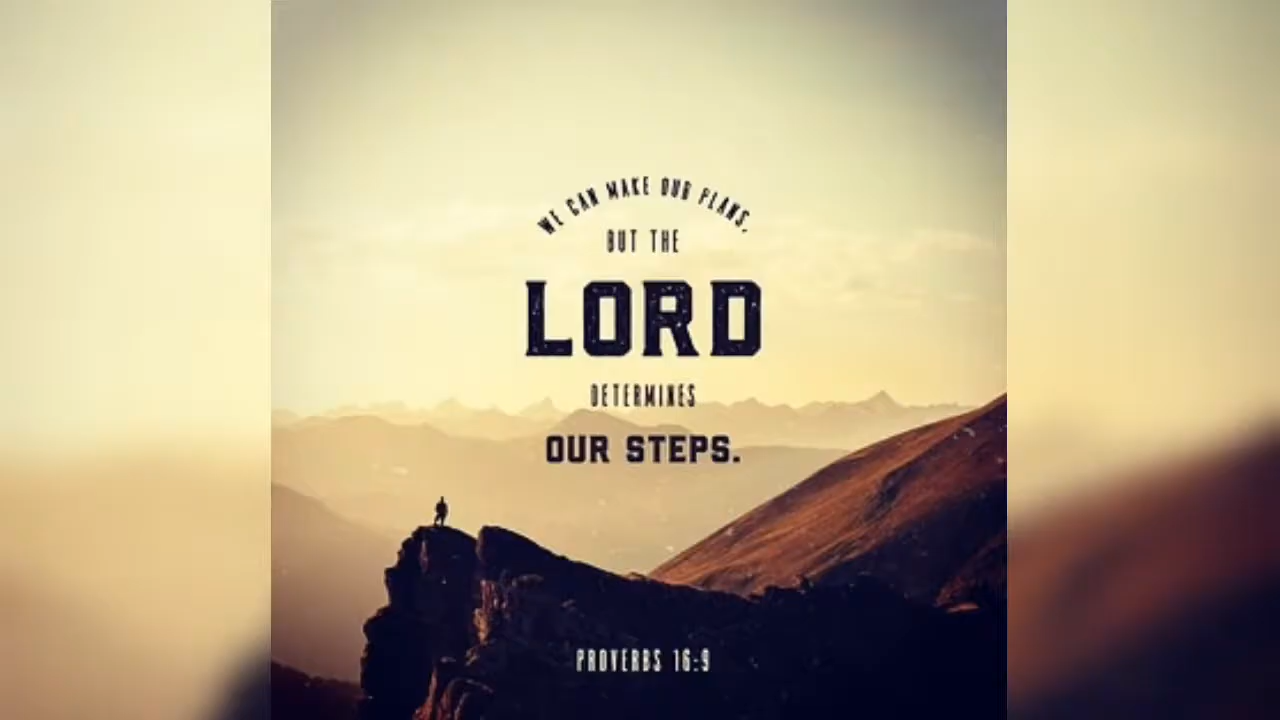 WE CAN MAKE OUR PLANS,
BUT THE
LORD
DETERMINES
OUR STEPS.
PROVERBS 16:9